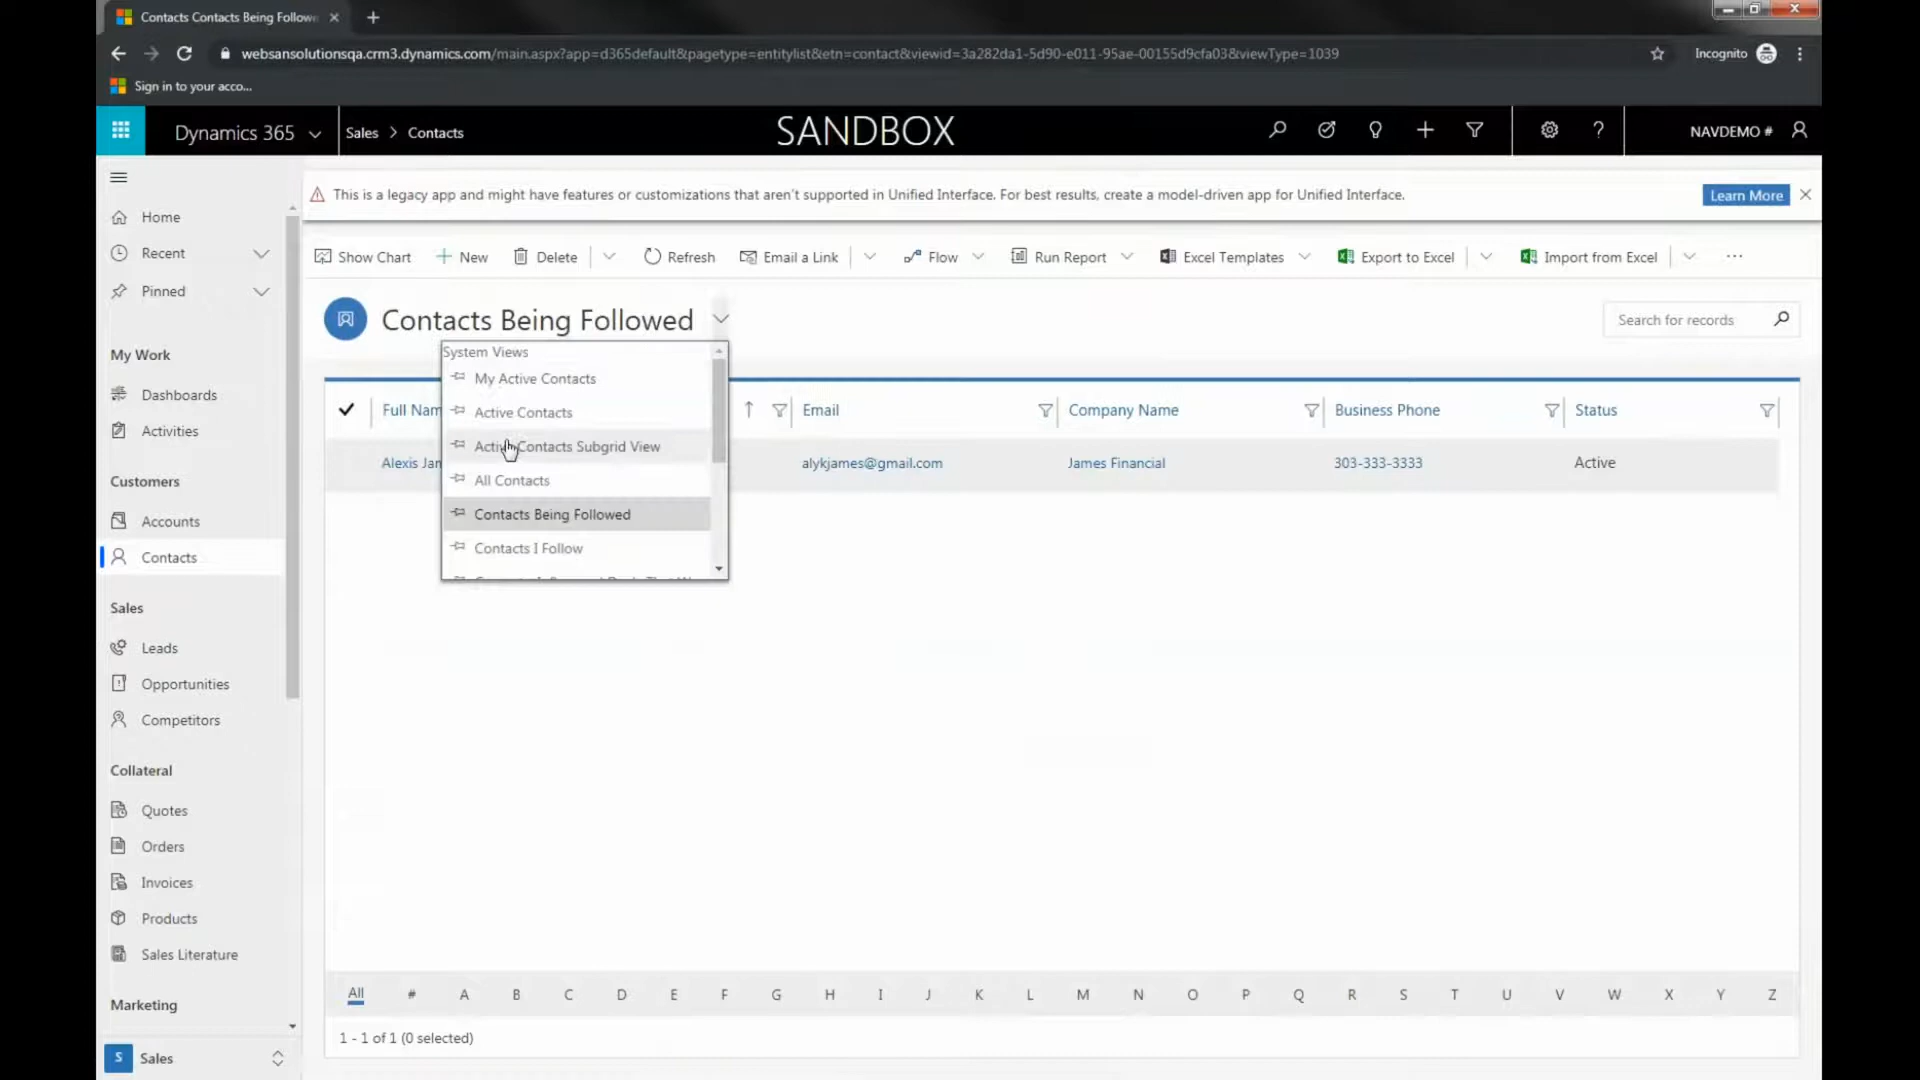 Contacts Contacts Being Followe
websansolutionsqa.crm3.dynamics.com/main.aspx?app=d365default&pagetype=entitylist&etn=contact&viewid=3a282da1-5d90-e011-95ae-00155d9cfa03&viewType=1039
Incognito
Sign in to your acco...
Dynamics 365
Sales > Contacts
SANDBOX
NAVDEMO #
This is a legacy app and might have features or customizations that aren't supported in Unified Interface. For best results, create a model-driven app for Unified Interface.
Learn More
Home
Recent
Pinned
My Work
Dashboards
Activities
Customers
Accounts
Contacts
Sales
Leads
Opportunities
Competitors
Collateral
Quotes
Orders
Invoices
Products
Sales Literature
Marketing
S Sales
Show Chart
New
Delete
Refresh
Email a Link
Flow
Run Report
Excel Templates
Export to Excel
Import from Excel
Contacts Being Followed
Search for records
System Views
My Active Contacts
Active Contacts
Contacts Subgrid View
All Contacts
Contacts Being Followed
Contacts I Follow
Full Nam
Email
Company Name
Business Phone
Status
Alexis Jam
alykjames@gmail.com
James Financial
303-333-3333
Active
All # A B C D E F G H I J K L M N O P Q R S T U V W X Y Z
1 - 1 of 1 (0 selected)